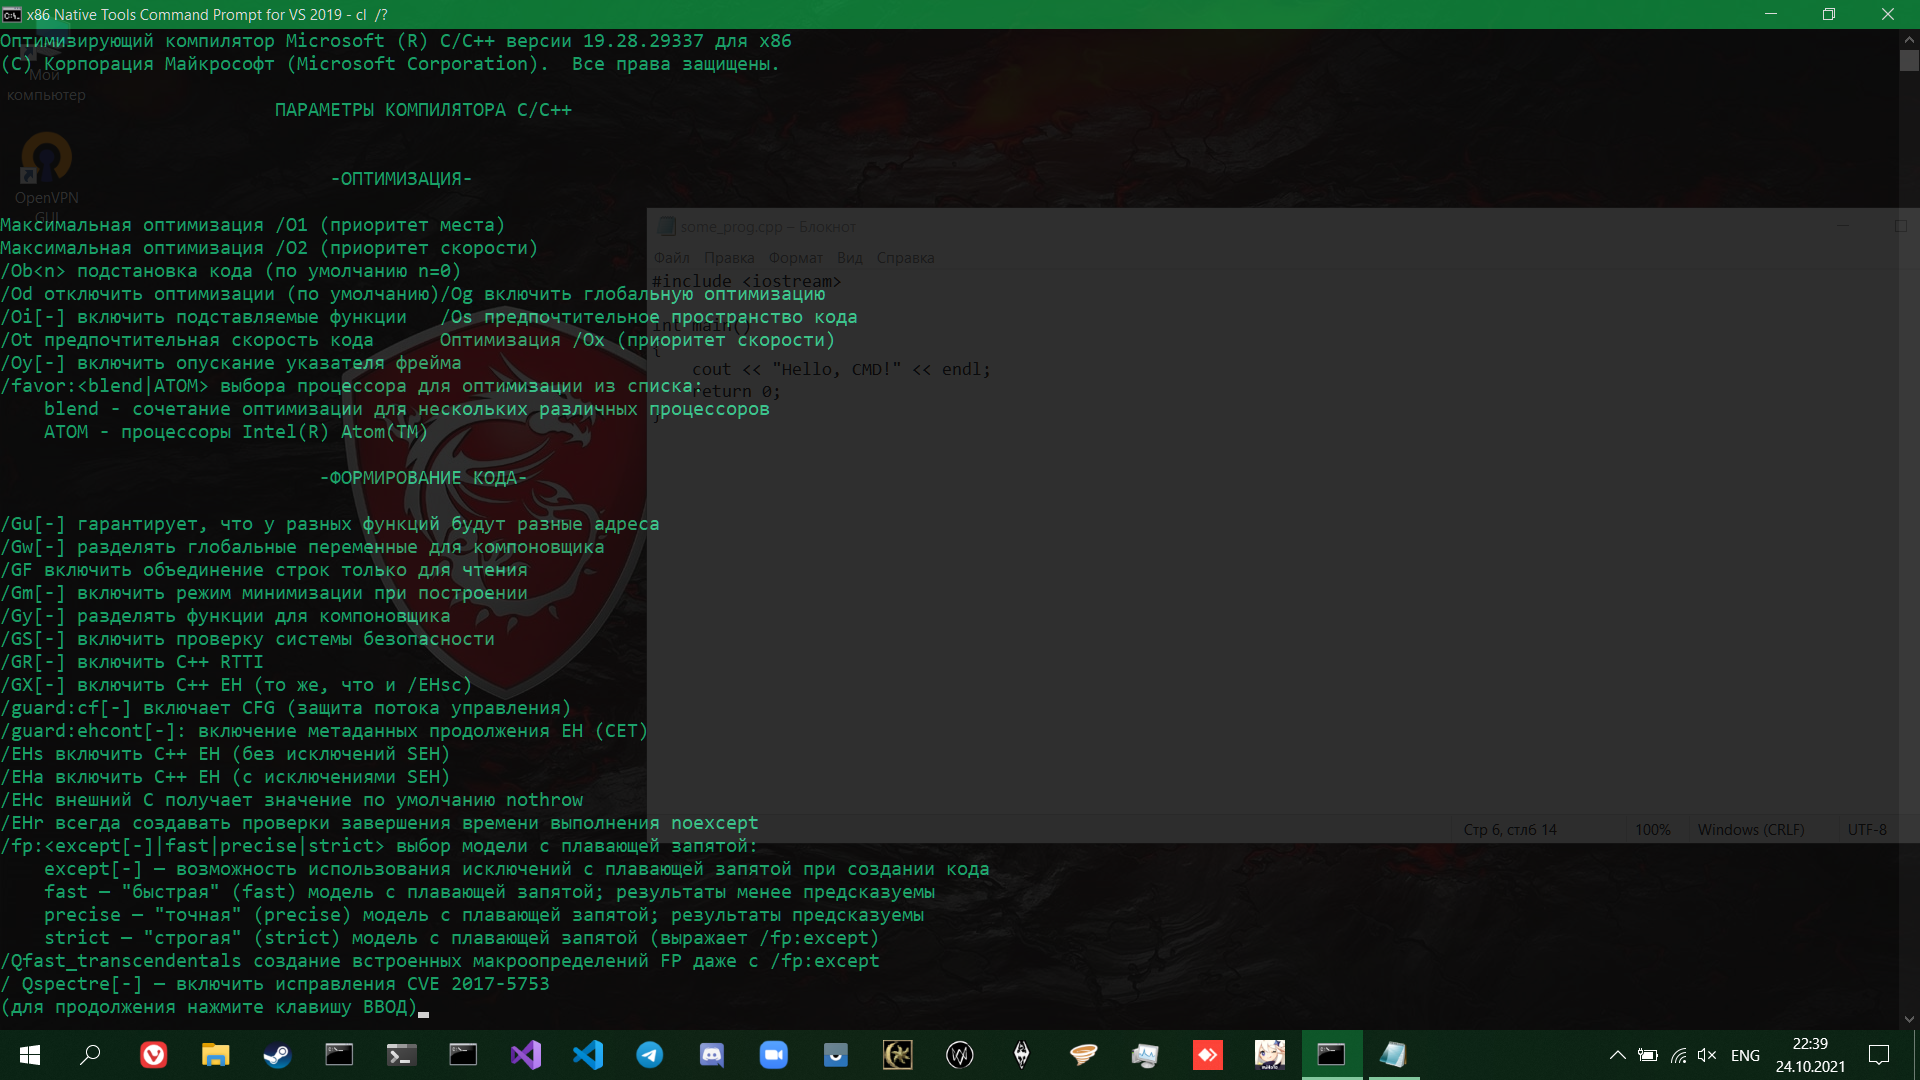 x86 Native Tools Command Prompt for VS 2019 - cl  /?
Оптимизирующий компилятор Microsoft (R) C/C++ версии 19.28.29337 для x86
(C) Корпорация Майкрософт (Microsoft Corporation).  Все права защищены.
Мой
компьютер
ПАРАМЕТРЫ КОМПИЛЯТОРА C/C++
-ОПТИМИЗАЦИЯ-
OpenVPN
GUI
Максимальная оптимизация /O1 (приоритет места)
Максимальная оптимизация /O2 (приоритет скорости)
/Ob<n> подстановка кода (по умолчанию n=0)
/Od отключить оптимизации (по умолчанию)/Og включить глобальную оптимизацию
/Oi[-] включить подставляемые функции   /Os предпочтительное пространство кода
/Ot предпочтительная скорость кода      Оптимизация /Ox (приоритет скорости)
/Oy[-] включить опускание указателя фрейма
/favor:<blend|ATOM> выбора процессора для оптимизации из списка:
    blend - сочетание оптимизации для нескольких различных процессоров
    ATOM - процессоры Intel(R) Atom(TM)
-ФОРМИРОВАНИЕ КОДА-
/Gu[-] гарантирует, что у разных функций будут разные адреса
/Gw[-] разделять глобальные переменные для компоновщика
/GF включить объединение строк только для чтения
/Gm[-] включить режим минимизации при построении
/Gy[-] разделять функции для компоновщика
/GS[-] включить проверку системы безопасности
/GR[-] включить C++ RTTI
/GX[-] включить C++ EH (то же, что и /EHsc)
/guard:cf[-] включает CFG (защита потока управления)
/guard:ehcont[-]: включение метаданных продолжения EH (CET)
/EHs включить C++ EH (без исключений SEH)
/EHa включить C++ EH (с исключениями SEH)
/EHc внешний C получает значение по умолчанию nothrow
/EHr всегда создавать проверки завершения времени выполнения noexcept
/fp:<except[-]|fast|precise|strict> выбор модели с плавающей запятой:
    except[-] — возможность использования исключений с плавающей запятой при создании кода
    fast — "быстрая" (fast) модель с плавающей запятой; результаты менее предсказуемы
    precise — "точная" (precise) модель с плавающей запятой; результаты предсказуемы
    strict — "строгая" (strict) модель с плавающей запятой (выражает /fp:except)
/Qfast_transcendentals создание встроенных макроопределений FP даже с /fp:except
/ Qspectre[-] — включить исправления CVE 2017-5753
(для продолжения нажмите клавишу ВВОД)
some_prog.cpp – Блокнот
Файл Правка Формат Вид Справка
#include <iostream>
int main()
{
    cout << "Hello, CMD!" << endl;
    return 0;
}
Стр 6, стлб 14 100% Windows (CRLF) UTF-8
ENG
22:39
24.10.2021